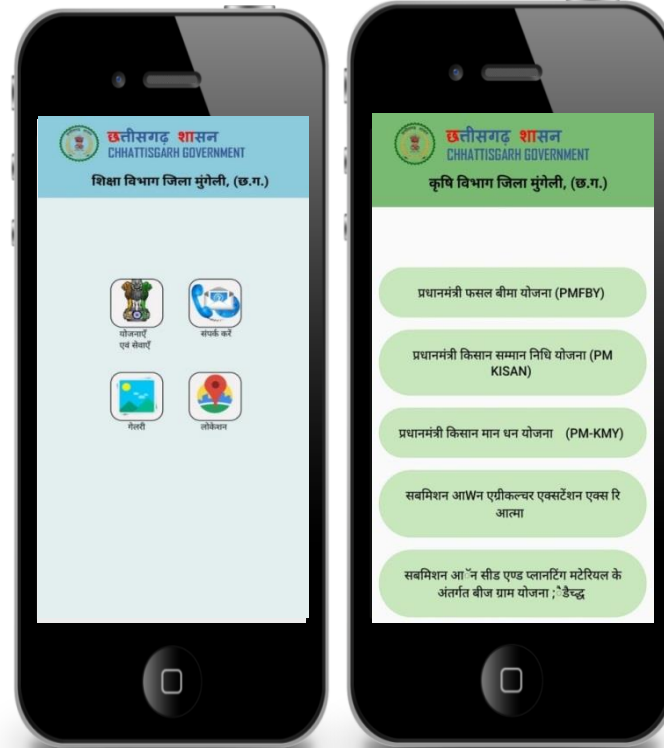 छत्तीसगढ़ शासन
CHHATTISGARH GOVERNMENT
शिक्षा विभाग जिला मुंगेली, (छ.ग.)
योजनाएँ
एवं सेवाएँ
संपर्क करें
गेलरी
लोकेशन
छत्तीसगढ़ शासन
CHHATTISGARH GOVERNMENT
कृषि विभाग जिला मुंगेली, (छ.ग.)
प्रधानमंत्री फसल बीमा योजना (PMFBY)
प्रधानमंत्री किसान सम्मान निधि योजना (PM
KISAN)
प्रधानमंत्री किसान मान धन योजना (PM-KMY)
सबमिशन आWन एग्रीकल्चर एक्सटेंशन एक्स रि
आत्मा
सबमिशन आॅन सीड एण्ड प्लानटिंग मटेरियल के
अंतर्गत बीज ग्राम योजना ;ैडैच्द्ध